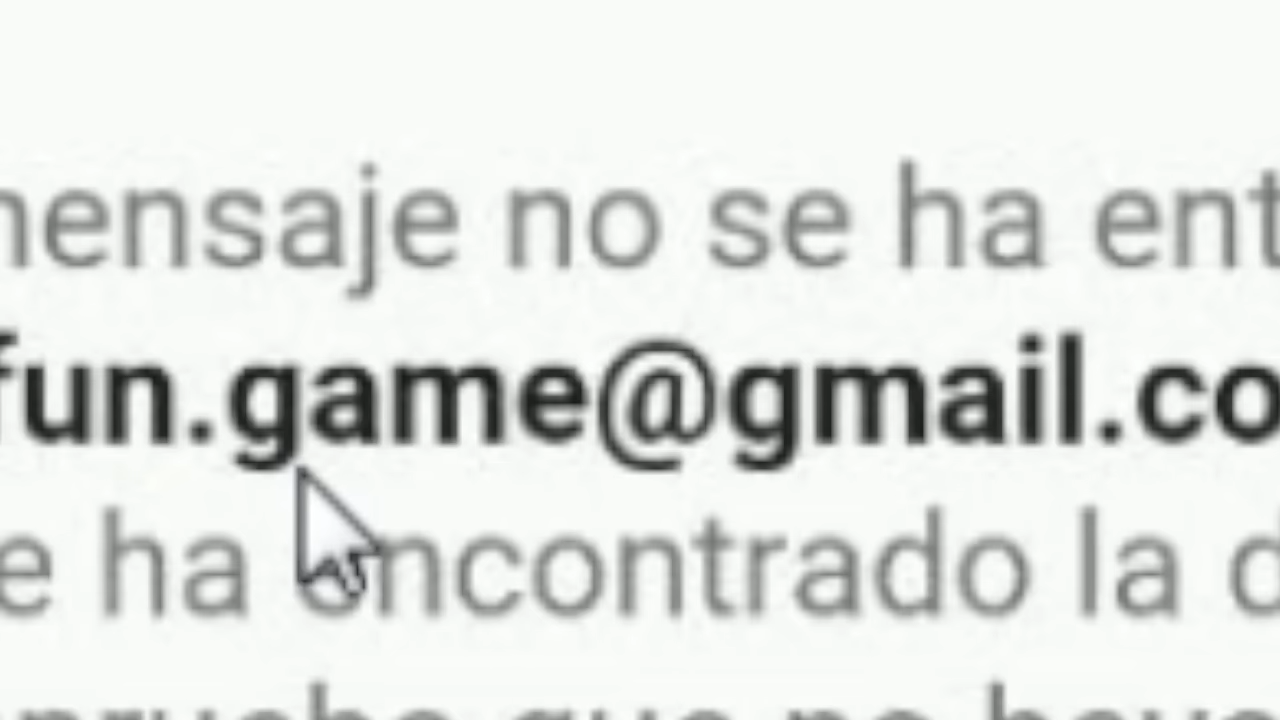 mensaje no se ha ent
fun.game@gmail.co
e ha encontrado la d